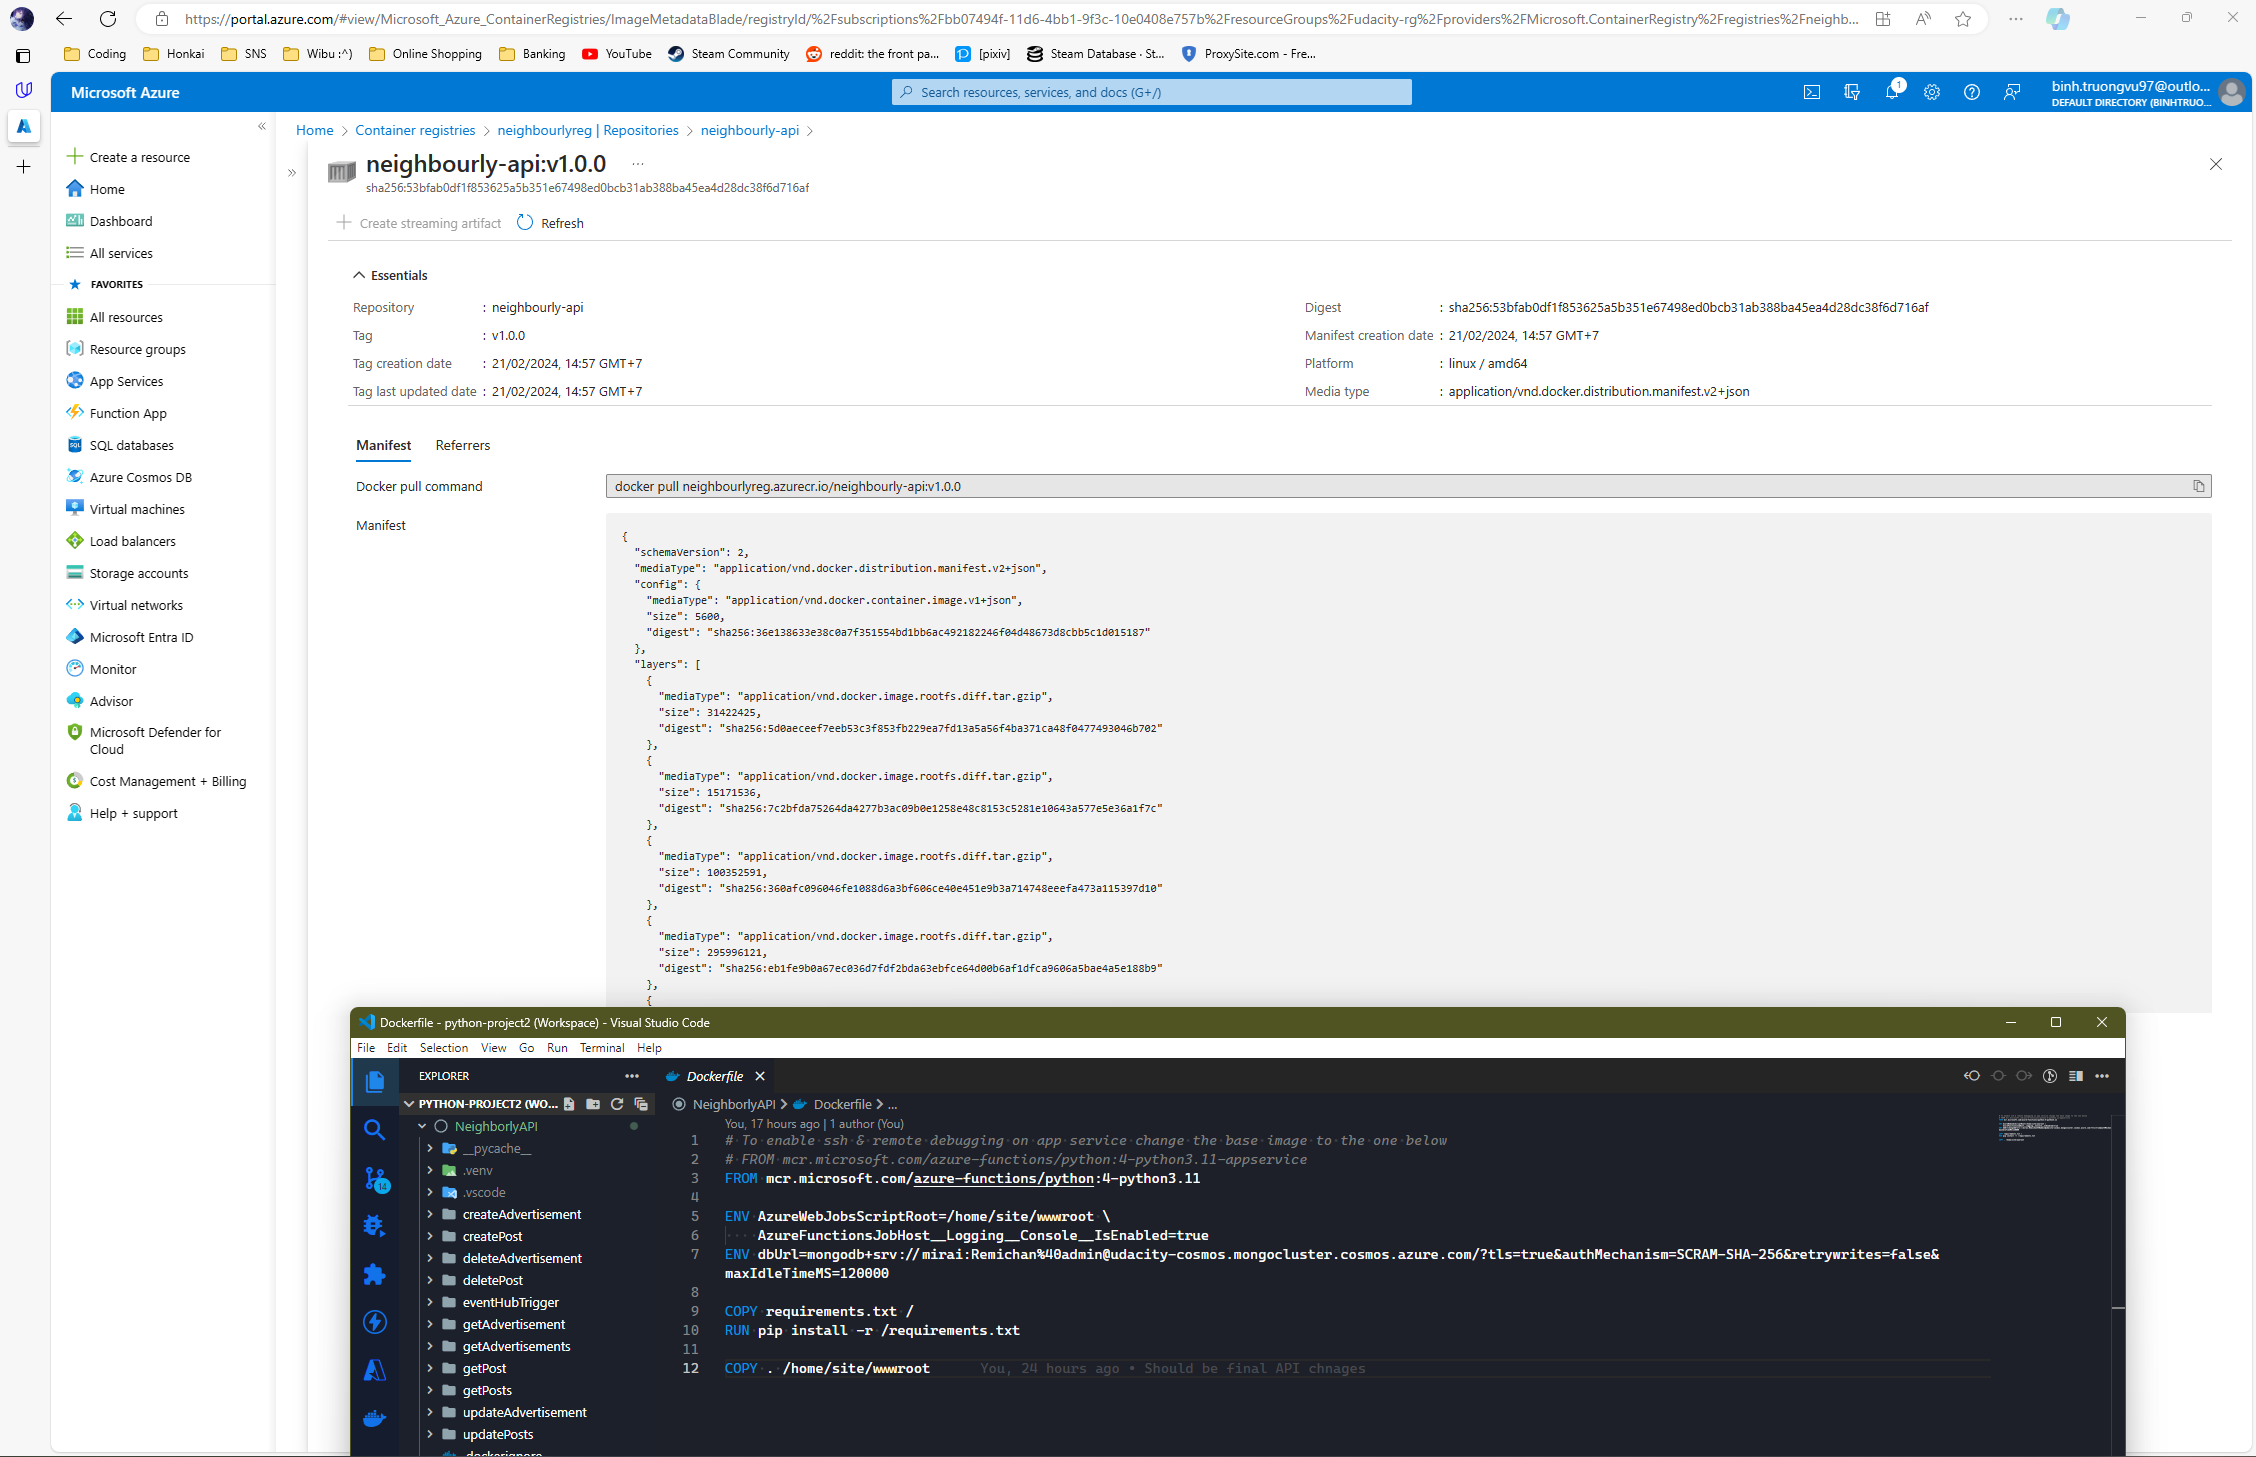 https://portal.azure.com/#view/Microsoft_Azure_ContainerRegistries/ImageMetadataBlade/registryId/%2Fsubscriptions%2Fbb07494f-11d6-4bb1-9f3c-10e0408e757b%2FresourceGroups%2Fudacity-rg%2Fproviders%2FMicrosoft.ContainerRegistry%2Fregistries%2Fneighb...
Coding Honkai SNS Wibu :^) Online Shopping Banking YouTube Steam Community reddit: the front pa... [pixiv] Steam Database · St... ProxySite.com - Fre...
Microsoft Azure
Search resources, services, and docs (G+/)
1
binh.truongvu97@outlo...
DEFAULT DIRECTORY (BINHTRUO...
Create a resource
Home
Dashboard
All services
FAVORITES
All resources
Resource groups
App Services
Function App
SQL databases
Azure Cosmos DB
Virtual machines
Load balancers
Storage accounts
Virtual networks
Microsoft Entra ID
Monitor
Advisor
Microsoft Defender for
Cloud
Cost Management + Billing
Help + support
Home > Container registries > neighbourlyreg | Repositories > neighbourly-api >
neighbourly-api:v1.0.0 ...
sha256:53bfab0df1f853625a5b351e67498ed0bcb31ab388ba45ea4d28dc38f6d716af
Create streaming artifact Refresh
Essentials
Repository : neighbourly-api
Tag : v1.0.0
Tag creation date : 21/02/2024, 14:57 GMT+7
Tag last updated date : 21/02/2024, 14:57 GMT+7
Digest : sha256:53bfab0df1f853625a5b351e67498ed0bcb31ab388ba45ea4d28dc38f6d716af
Manifest creation date : 21/02/2024, 14:57 GMT+7
Platform : linux / amd64
Media type : application/vnd.docker.distribution.manifest.v2+json
Manifest Referrers
Docker pull command
docker pull neighbourlyreg.azurecr.io/neighbourly-api:v1.0.0
Manifest
{
"schemaVersion": 2,
"mediaType": "application/vnd.docker.distribution.manifest.v2+json",
"config": {
"mediaType": "application/vnd.docker.container.image.v1+json",
"size": 5600,
"digest": "sha256:36e138633e38c0a7f351554bd1bb6ac492182246f04d48673d8cbb5c1d015187"
},
"layers": [
{
"mediaType": "application/vnd.docker.image.rootfs.diff.tar.gzip",
"size": 31422425,
"digest": "sha256:5d0aeceef7eeb53c3f853fb229ea7fd13a5a56f4ba371ca48f0477493046b702"
},
{
"mediaType": "application/vnd.docker.image.rootfs.diff.tar.gzip",
"size": 15171536,
"digest": "sha256:7c2bfda75264da4277b3ac09b0e1258e48c8153c5281e10643a577e5e36a1f7c"
},
{
"mediaType": "application/vnd.docker.image.rootfs.diff.tar.gzip",
"size": 100352591,
"digest": "sha256:360afc096046fe1088d6a3bf606ce40e451e9b3a714748eeefa473a115397d10"
},
{
"mediaType": "application/vnd.docker.image.rootfs.diff.tar.gzip",
"size": 295996121,
"digest": "sha256:eb1fe9b0a67ec036d7fdf2bda63ebfce64d00b6af1dfca9606a5bae4a5e188b9"
},
{
Dockerfile - python-project2 (Workspace) - Visual Studio Code
File Edit Selection View Go Run Terminal Help
EXPLORER ...
PYTHON-PROJECT2 (WO...
NeighborlyAPI
__pycache__
.venv
.vscode
createAdvertisement
createPost
deleteAdvertisement
deletePost
eventHubTrigger
getAdvertisement
getAdvertisements
getPost
getPosts
updateAdvertisement
updatePosts
.dockerignore
14
Dockerfile
NeighborlyAPI > Dockerfile > ...
You, 17 hours ago | 1 author (You)
1 # To enable ssh & remote debugging on app service change the base image to the one below
2 # FROM mcr.microsoft.com/azure-functions/python:4-python3.11-appservice
3 FROM mcr.microsoft.com/azure-functions/python:4-python3.11
4
5 ENV AzureWebJobsScriptRoot=/home/site/wwwroot \
6 AzureFunctionsJobHost__Logging__Console__IsEnabled=true
7 ENV dbUrl=mongodb+srv://mirai:Remichan%40admin@udacity-cosmos.mongocluster.cosmos.azure.com/?tls=true&authMechanism=SCRAM-SHA-256&retrywrites=false&
maxIdleTimeMS=120000
8
9 COPY requirements.txt /
10 RUN pip install -r /requirements.txt
11
12 COPY . /home/site/wwwroot You, 24 hours ago • Should be final API chnages